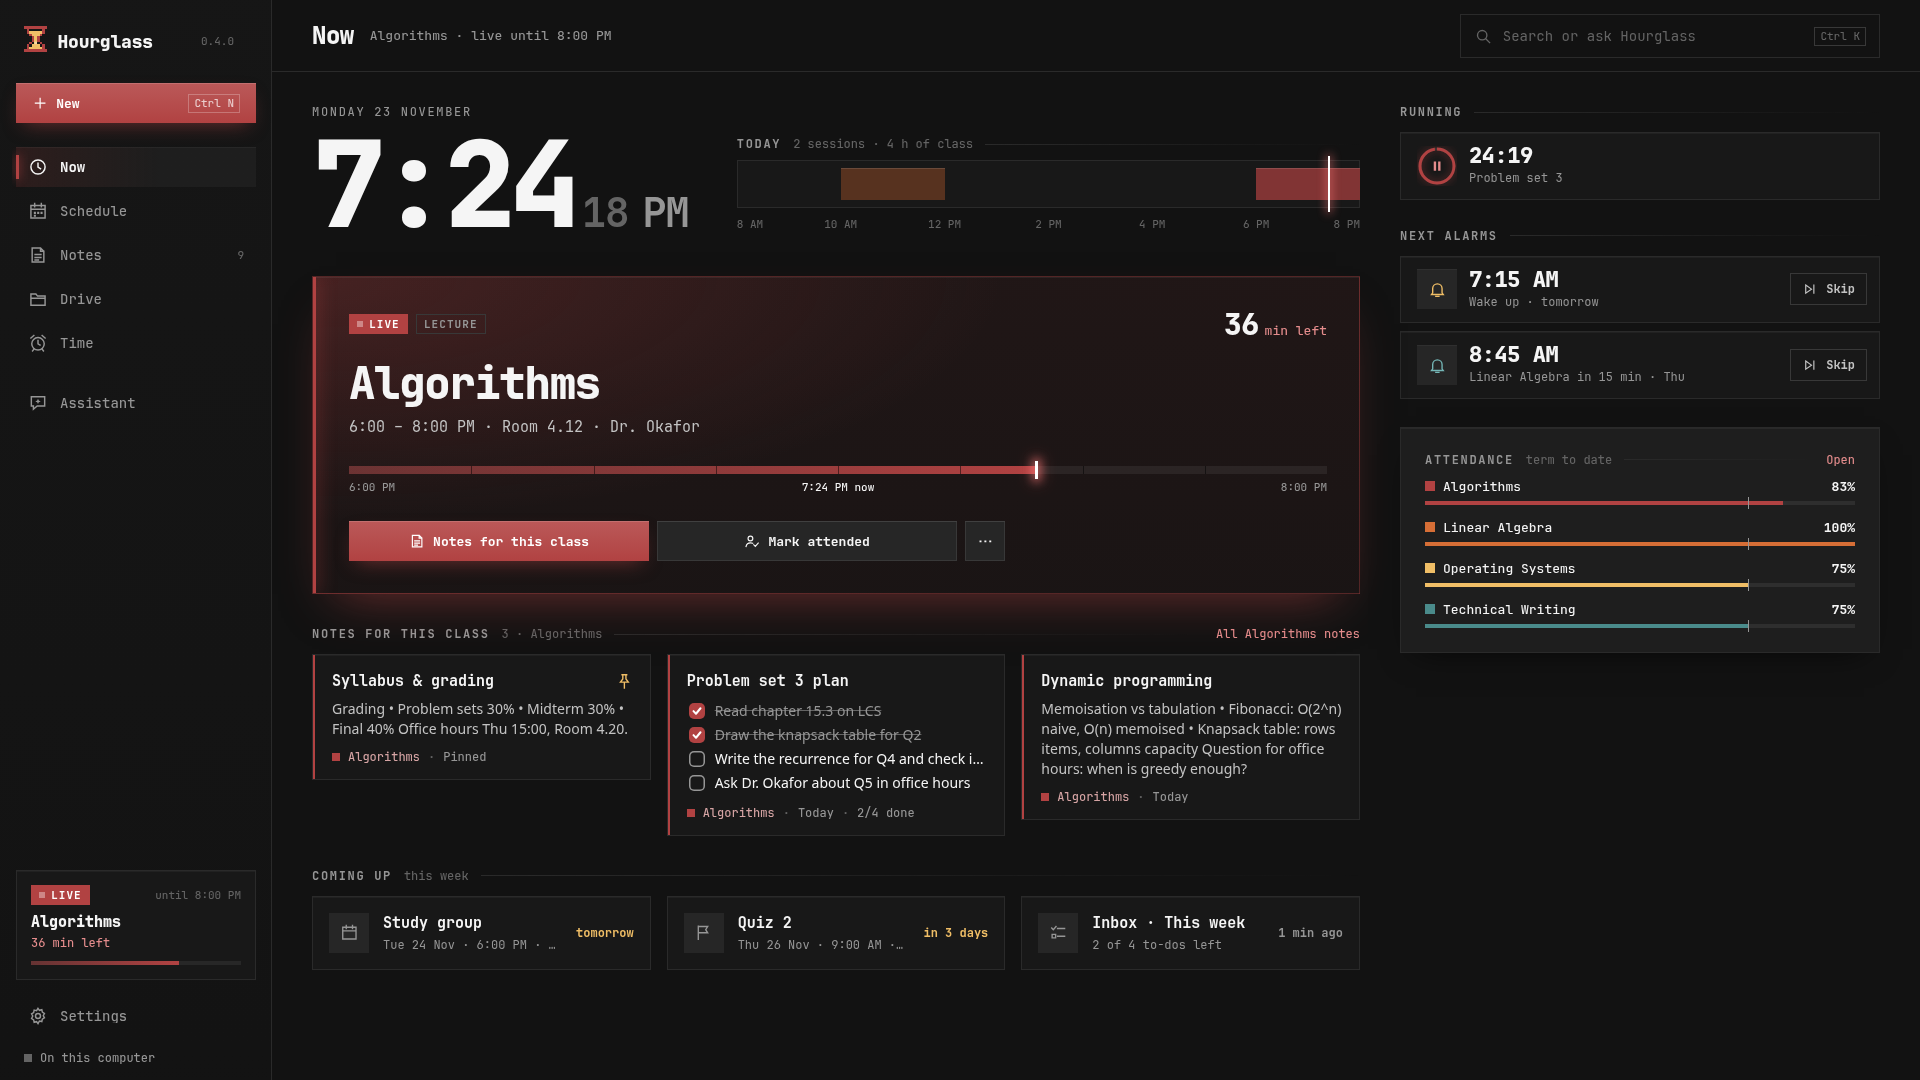 Hourglass 0.4.0
New Ctrl N
Now
Schedule
Notes 9
Drive
Time
Assistant
LIVE until 8:00 PM
Algorithms
36 min left
Settings
On this computer
Now Algorithms · live until 8:00 PM
Search or ask Hourglass Ctrl K
MONDAY 23 NOVEMBER
7:24 18 PM
TODAY 2 sessions · 4 h of class
8 AM 10 AM 12 PM 2 PM 4 PM 6 PM 8 PM
LIVE LECTURE
36 min left
Algorithms
6:00 – 8:00 PM · Room 4.12 · Dr. Okafor
6:00 PM 7:24 PM now 8:00 PM
Notes for this class Mark attended ...
NOTES FOR THIS CLASS 3 · Algorithms All Algorithms notes
Syllabus & grading
Grading • Problem sets 30% • Midterm 30% •
Final 40% Office hours Thu 15:00, Room 4.20.
Algorithms · Pinned
Problem set 3 plan
Read chapter 15.3 on LCS
Draw the knapsack table for Q2
Write the recurrence for Q4 and check i...
Ask Dr. Okafor about Q5 in office hours
Algorithms · Today · 2/4 done
Dynamic programming
Memoisation vs tabulation • Fibonacci: O(2^n)
naive, O(n) memoised • Knapsack table: rows
items, columns capacity Question for office
hours: when is greedy enough?
Algorithms · Today
COMING UP this week
Study group
Tue 24 Nov · 6:00 PM · …
tomorrow
Quiz 2
Thu 26 Nov · 9:00 AM ·…
in 3 days
Inbox · This week
2 of 4 to-dos left
1 min ago
RUNNING
24:19
Problem set 3
NEXT ALARMS
7:15 AM
Wake up · tomorrow
Skip
8:45 AM
Linear Algebra in 15 min · Thu
Skip
ATTENDANCE term to date Open
Algorithms 83%
Linear Algebra 100%
Operating Systems 75%
Technical Writing 75%